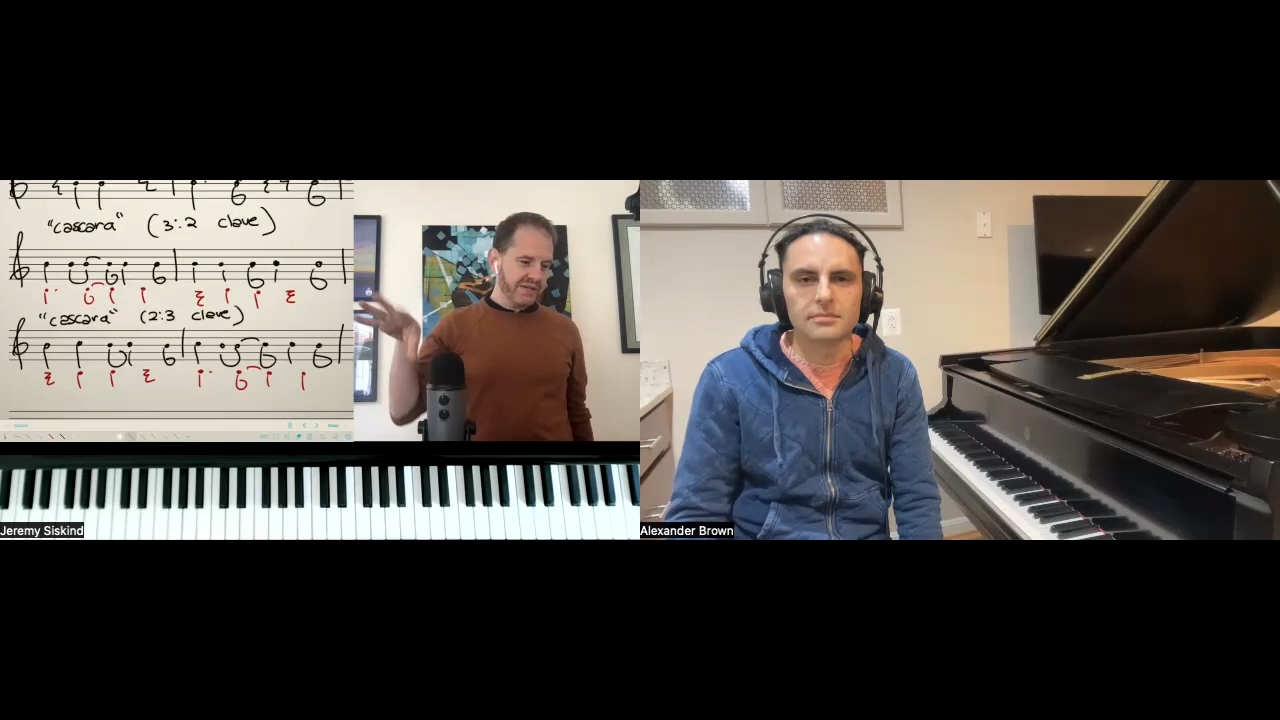 "cascara" (3:2 clave)
"cascara" (2:3 clave)
Jeremy Siskind
Alexander Brown